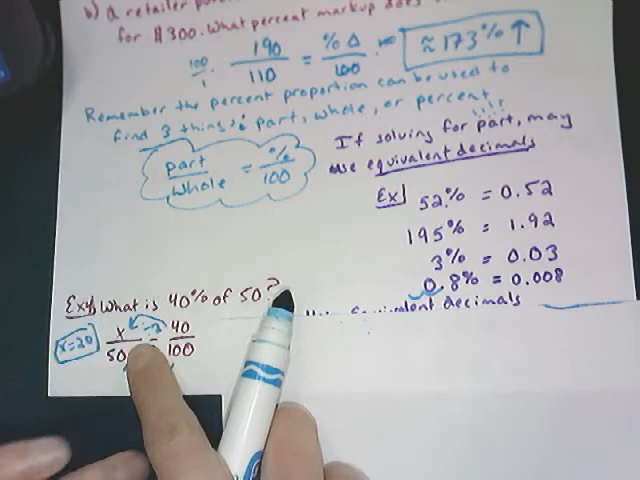 b) a retailer
for $300. What percent markup does
100/1 · 190/110 = % Δ/100 ≈ 173% ↑
Remember the percent proportion can be used to
find 3 things: part, whole, or percent
part/whole = %/100
If solving for part, may
use equivalent decimals
Ex] 52% = 0.52
195% = 1.92
3% = 0.03
0.8% = 0.008
Ex] What is 40% of 50?
equivalent decimals
x=20 x/50 = 40/100